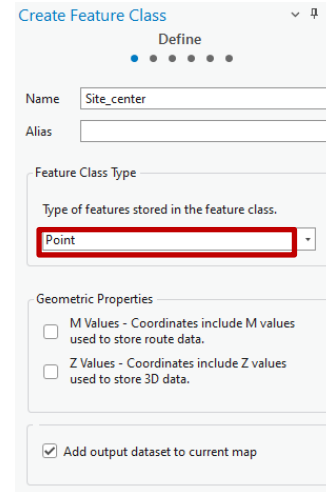 Create Feature Class
Define
Name Site_center
Alias
Feature Class Type
Type of features stored in the feature class.
Point
Geometric Properties
M Values - Coordinates include M values
used to store route data.
Z Values - Coordinates include Z values
used to store 3D data.
Add output dataset to current map